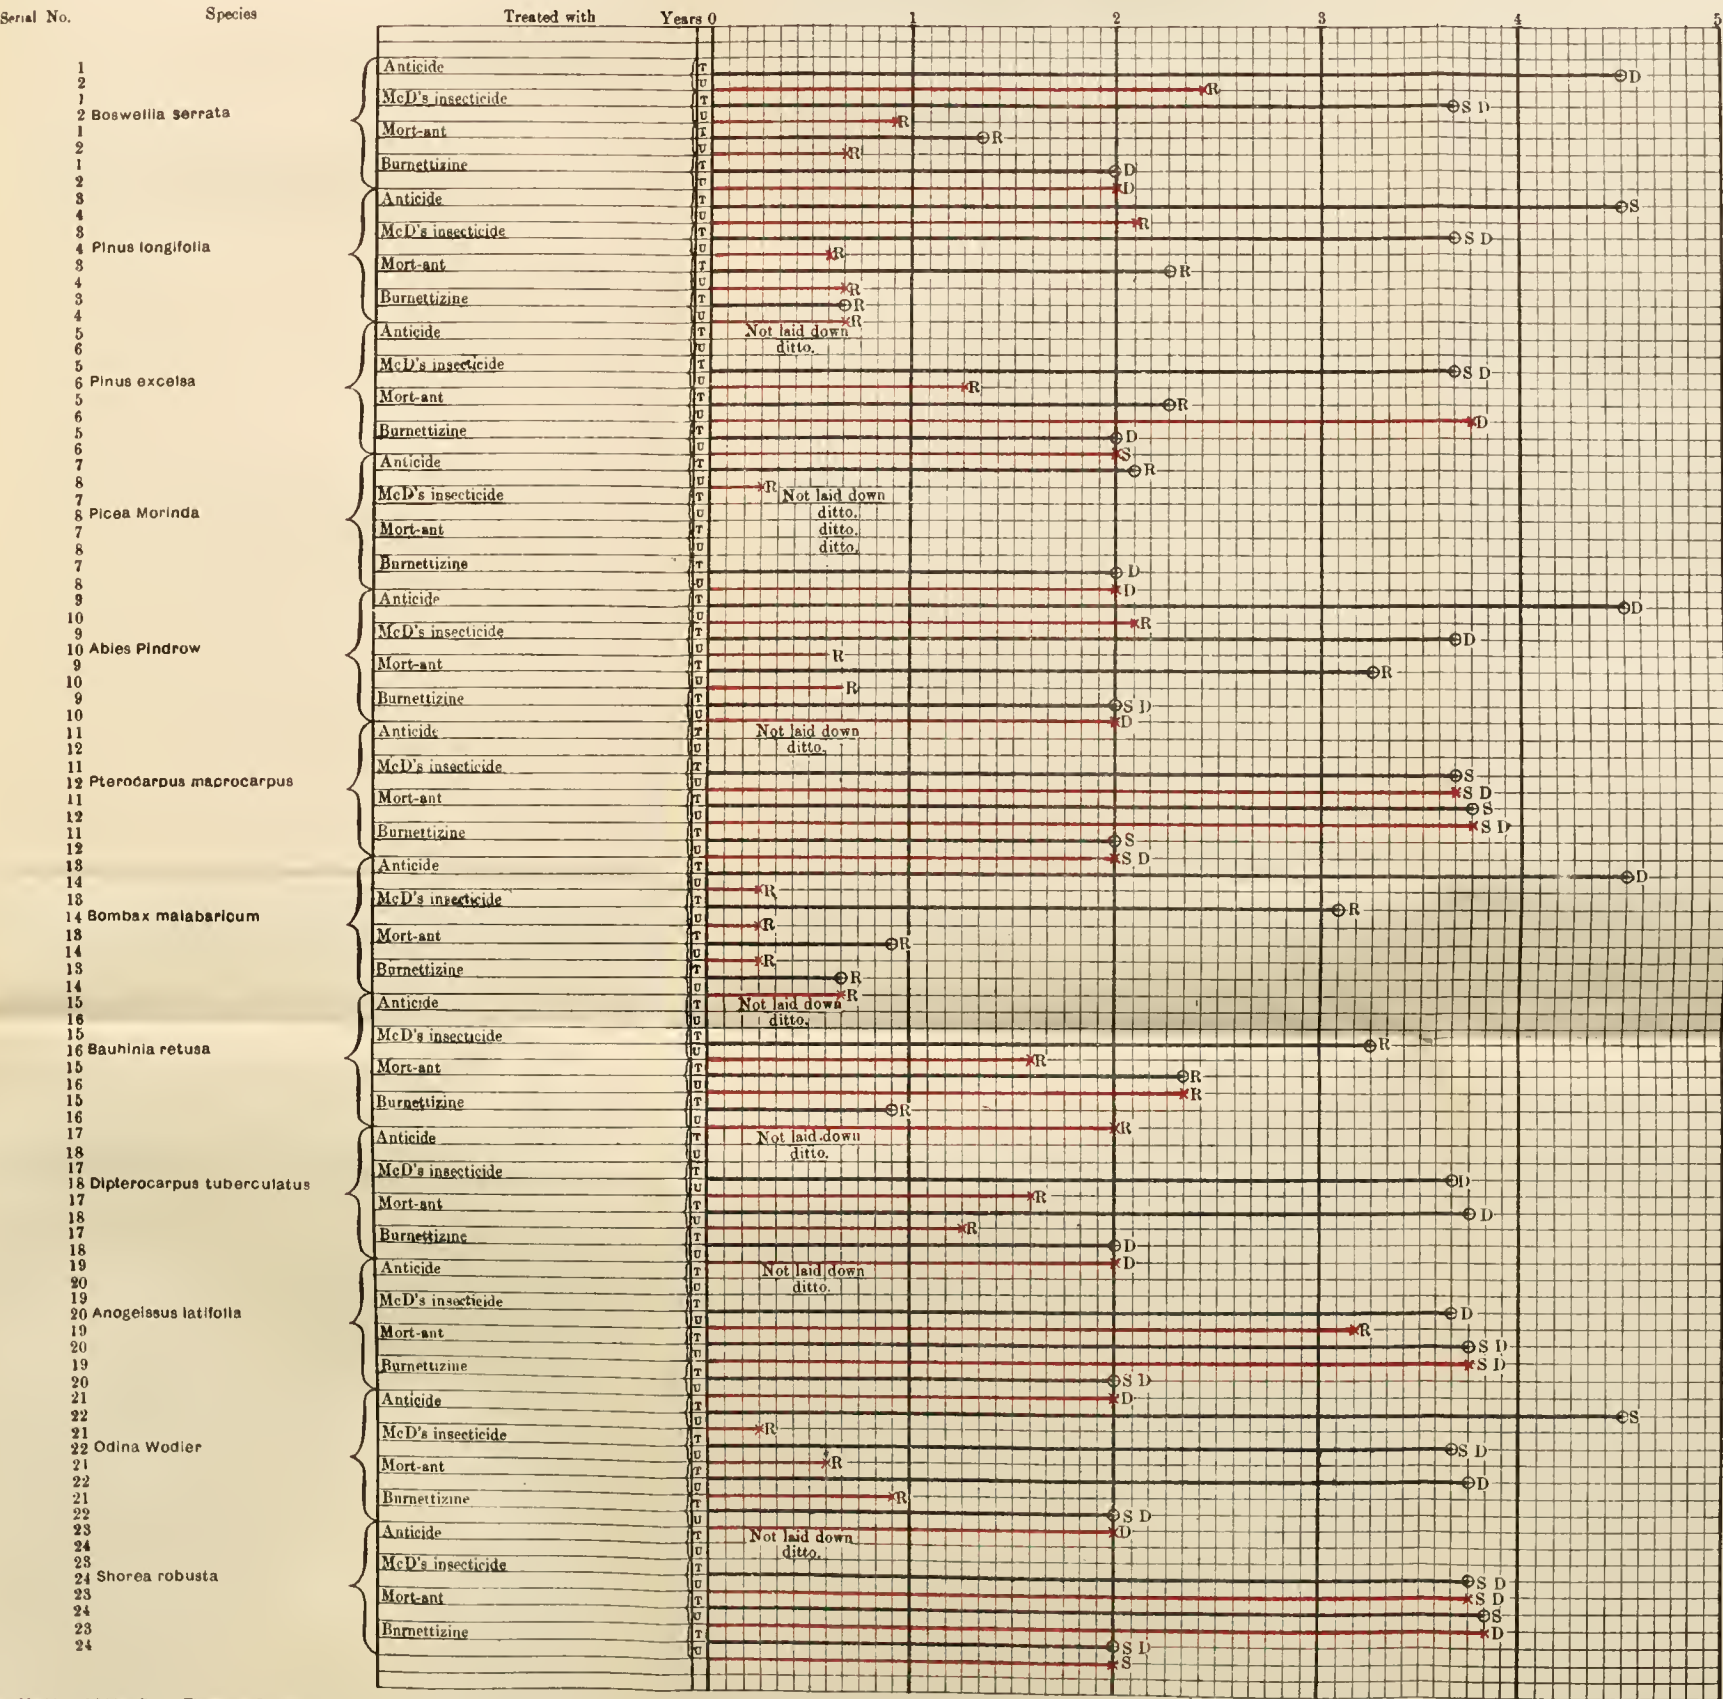 Serial No. Species Treated with Years 0 1 2 3 4 5
1 Anticide T D
2 U R
1 McD's insecticide T S D
2 Boswellia serrata U R
1 Mort-ant T R
2 U R
1 Burnettizine T D
2 U D
3 Anticide T S
4 U R
3 McD's insecticide T S D
4 Pinus longifolia U R
3 Mort-ant T R
4 U R
3 Burnettizine T R
4 U R
5 Anticide T Not laid down
6 U ditto.
5 McD's insecticide T S D
6 Pinus excelsa U R
5 Mort-ant T R
6 U D
5 Burnettizine T D
6 U S
7 Anticide T R
8 U R
7 McD's insecticide T Not laid down
8 Picea Morinda U ditto.
7 Mort-ant T ditto.
8 U ditto.
7 Burnettizine T D
8 U D
9 Anticide T D
10 U R
9 McD's insecticide T D
10 Abies Pindrow U R
9 Mort-ant T R
10 U R
9 Burnettizine T S D
10 U D
11 Anticide T Not laid down
12 U ditto.
11 McD's insecticide T S
12 Pterocarpus macrocarpus U S D
11 Mort-ant T S
12 U S D
11 Burnettizine T S
12 U S D
13 Anticide T D
14 U R
13 McD's insecticide T R
14 Bombax malabaricum U R
13 Mort-ant T R
14 U R
13 Burnettizine T R
14 U R
15 Anticide T Not laid down
16 U ditto.
15 McD's insecticide T R
16 Bauhinia retusa U R
15 Mort-ant T R
16 U R
15 Burnettizine T R
16 U R
17 Anticide T Not laid down
18 U ditto.
17 McD's insecticide T D
18 Dipterocarpus tuberculatus U R
17 Mort-ant T D
18 U R
17 Burnettizine T D
18 U D
19 Anticide T Not laid down
20 U ditto.
19 McD's insecticide T D
20 Anogeissus latifolia U R
19 Mort-ant T S D
20 U S D
19 Burnettizine T S D
20 U D
21 Anticide T S
22 U R
21 McD's insecticide T S D
22 Odina Wodier U R
21 Mort-ant T D
22 U R
21 Burnettizine T S D
22 U D
23 Anticide T Not laid down
24 U ditto.
23 McD's insecticide T S D
24 Shorea robusta U S D
23 Mort-ant T S
24 U D
23 Burnettizine T S D
24 U S